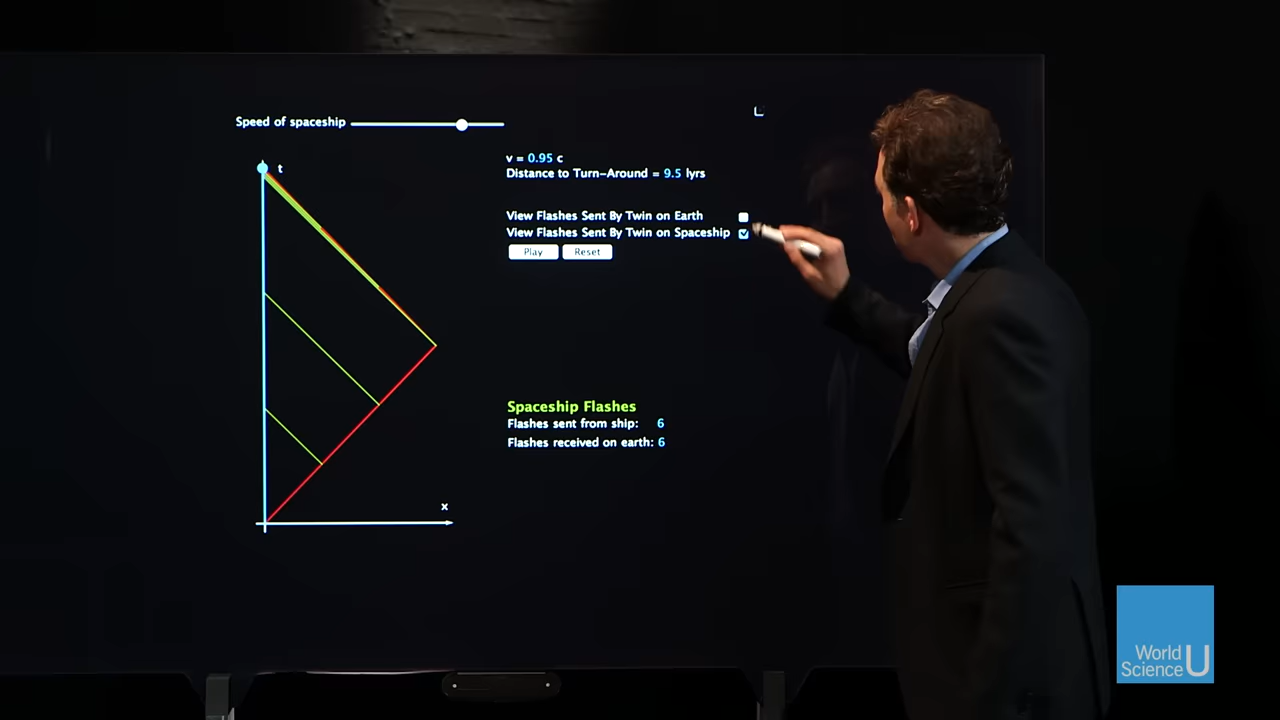 Speed of spaceship
t
v = 0.95 c
Distance to Turn-Around = 9.5 lyrs
View Flashes Sent By Twin on Earth
View Flashes Sent By Twin on Spaceship
Play Reset
Spaceship Flashes
Flashes sent from ship: 6
Flashes received on earth: 6
x
World
Science U